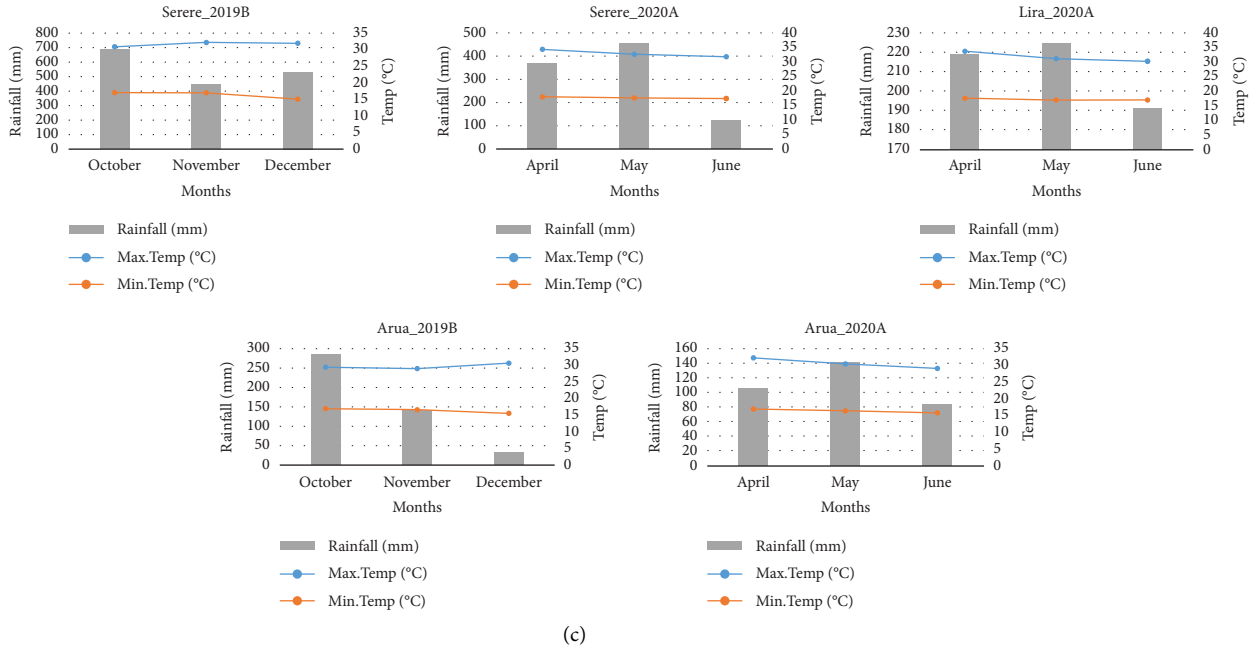 Serere_2019B
800
700
600
500
400
300
200
100
0
Rainfall (mm)
35
30
25
20
15
10
5
0
Temp (°C)
October November December
Months
Rainfall (mm)
Max.Temp (°C)
Min.Temp (°C)
Serere_2020A
500
400
300
200
100
0
Rainfall (mm)
40
35
30
25
20
15
10
5
0
Temp (°C)
April May June
Months
Rainfall (mm)
Max.Temp (°C)
Min.Temp (°C)
Lira_2020A
230
220
210
200
190
180
170
Rainfall (mm)
40
35
30
25
20
15
10
5
0
Temp (°C)
April May June
Months
Rainfall (mm)
Max.Temp (°C)
Min.Temp (°C)
Arua_2019B
300
250
200
150
100
50
0
Rainfall (mm)
35
30
25
20
15
10
5
0
Temp (°C)
October November December
Months
Rainfall (mm)
Max.Temp (°C)
Min.Temp (°C)
Arua_2020A
160
140
120
100
80
60
40
20
0
Rainfall (mm)
35
30
25
20
15
10
5
0
Temp (°C)
April May June
Months
Rainfall (mm)
Max.Temp (°C)
Min.Temp (°C)
(c)